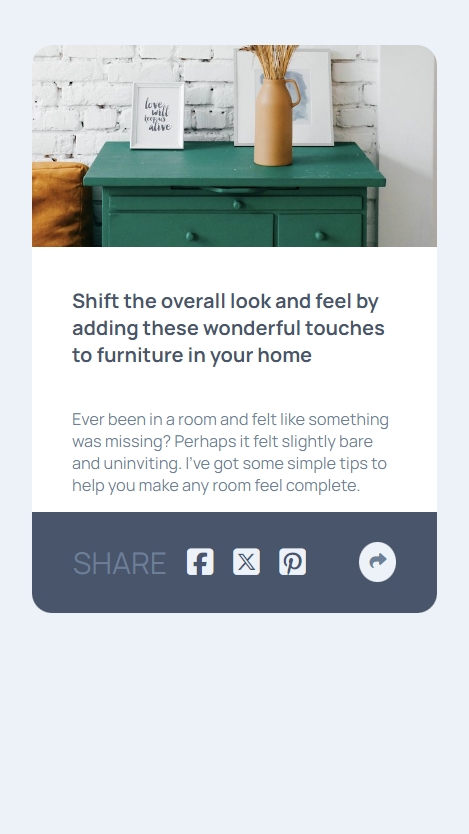 love
will
keep us
alive
Shift the overall look and feel by
adding these wonderful touches
to furniture in your home
Ever been in a room and felt like something
was missing? Perhaps it felt slightly bare
and uninviting. I've got some simple tips to
help you make any room feel complete.
SHARE